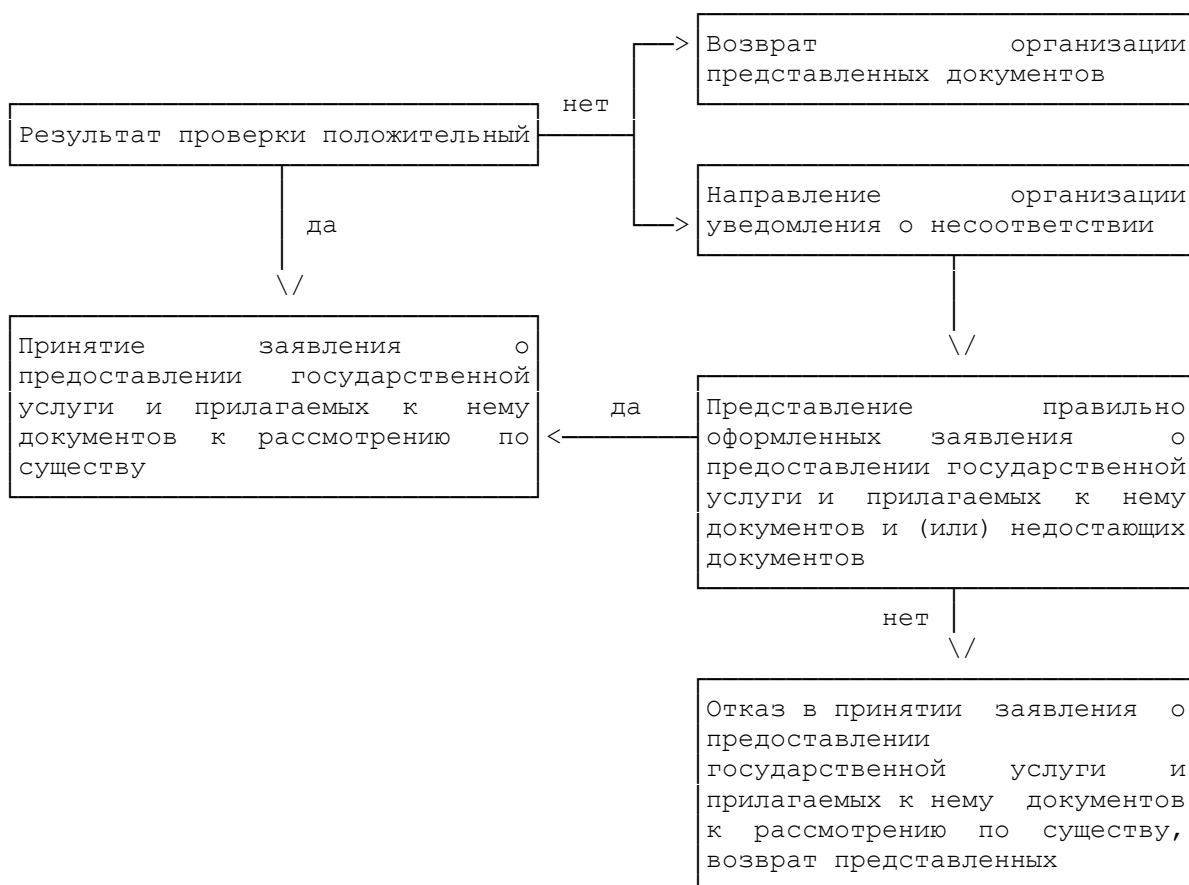 Возврат организации
представленных документов
нет
Результат проверки положительный
Направление организации
уведомления о несоответствии
да
Принятие заявления о
предоставлении государственной
услуги и прилагаемых к нему
документов к рассмотрению по
существу
да
Представление правильно
оформленных заявления о
предоставлении государственной
услуги и прилагаемых к нему
документов и (или) недостающих
документов
нет
Отказ в принятии заявления о
предоставлении
государственной услуги и
прилагаемых к нему документов
к рассмотрению по существу,
возврат представленных